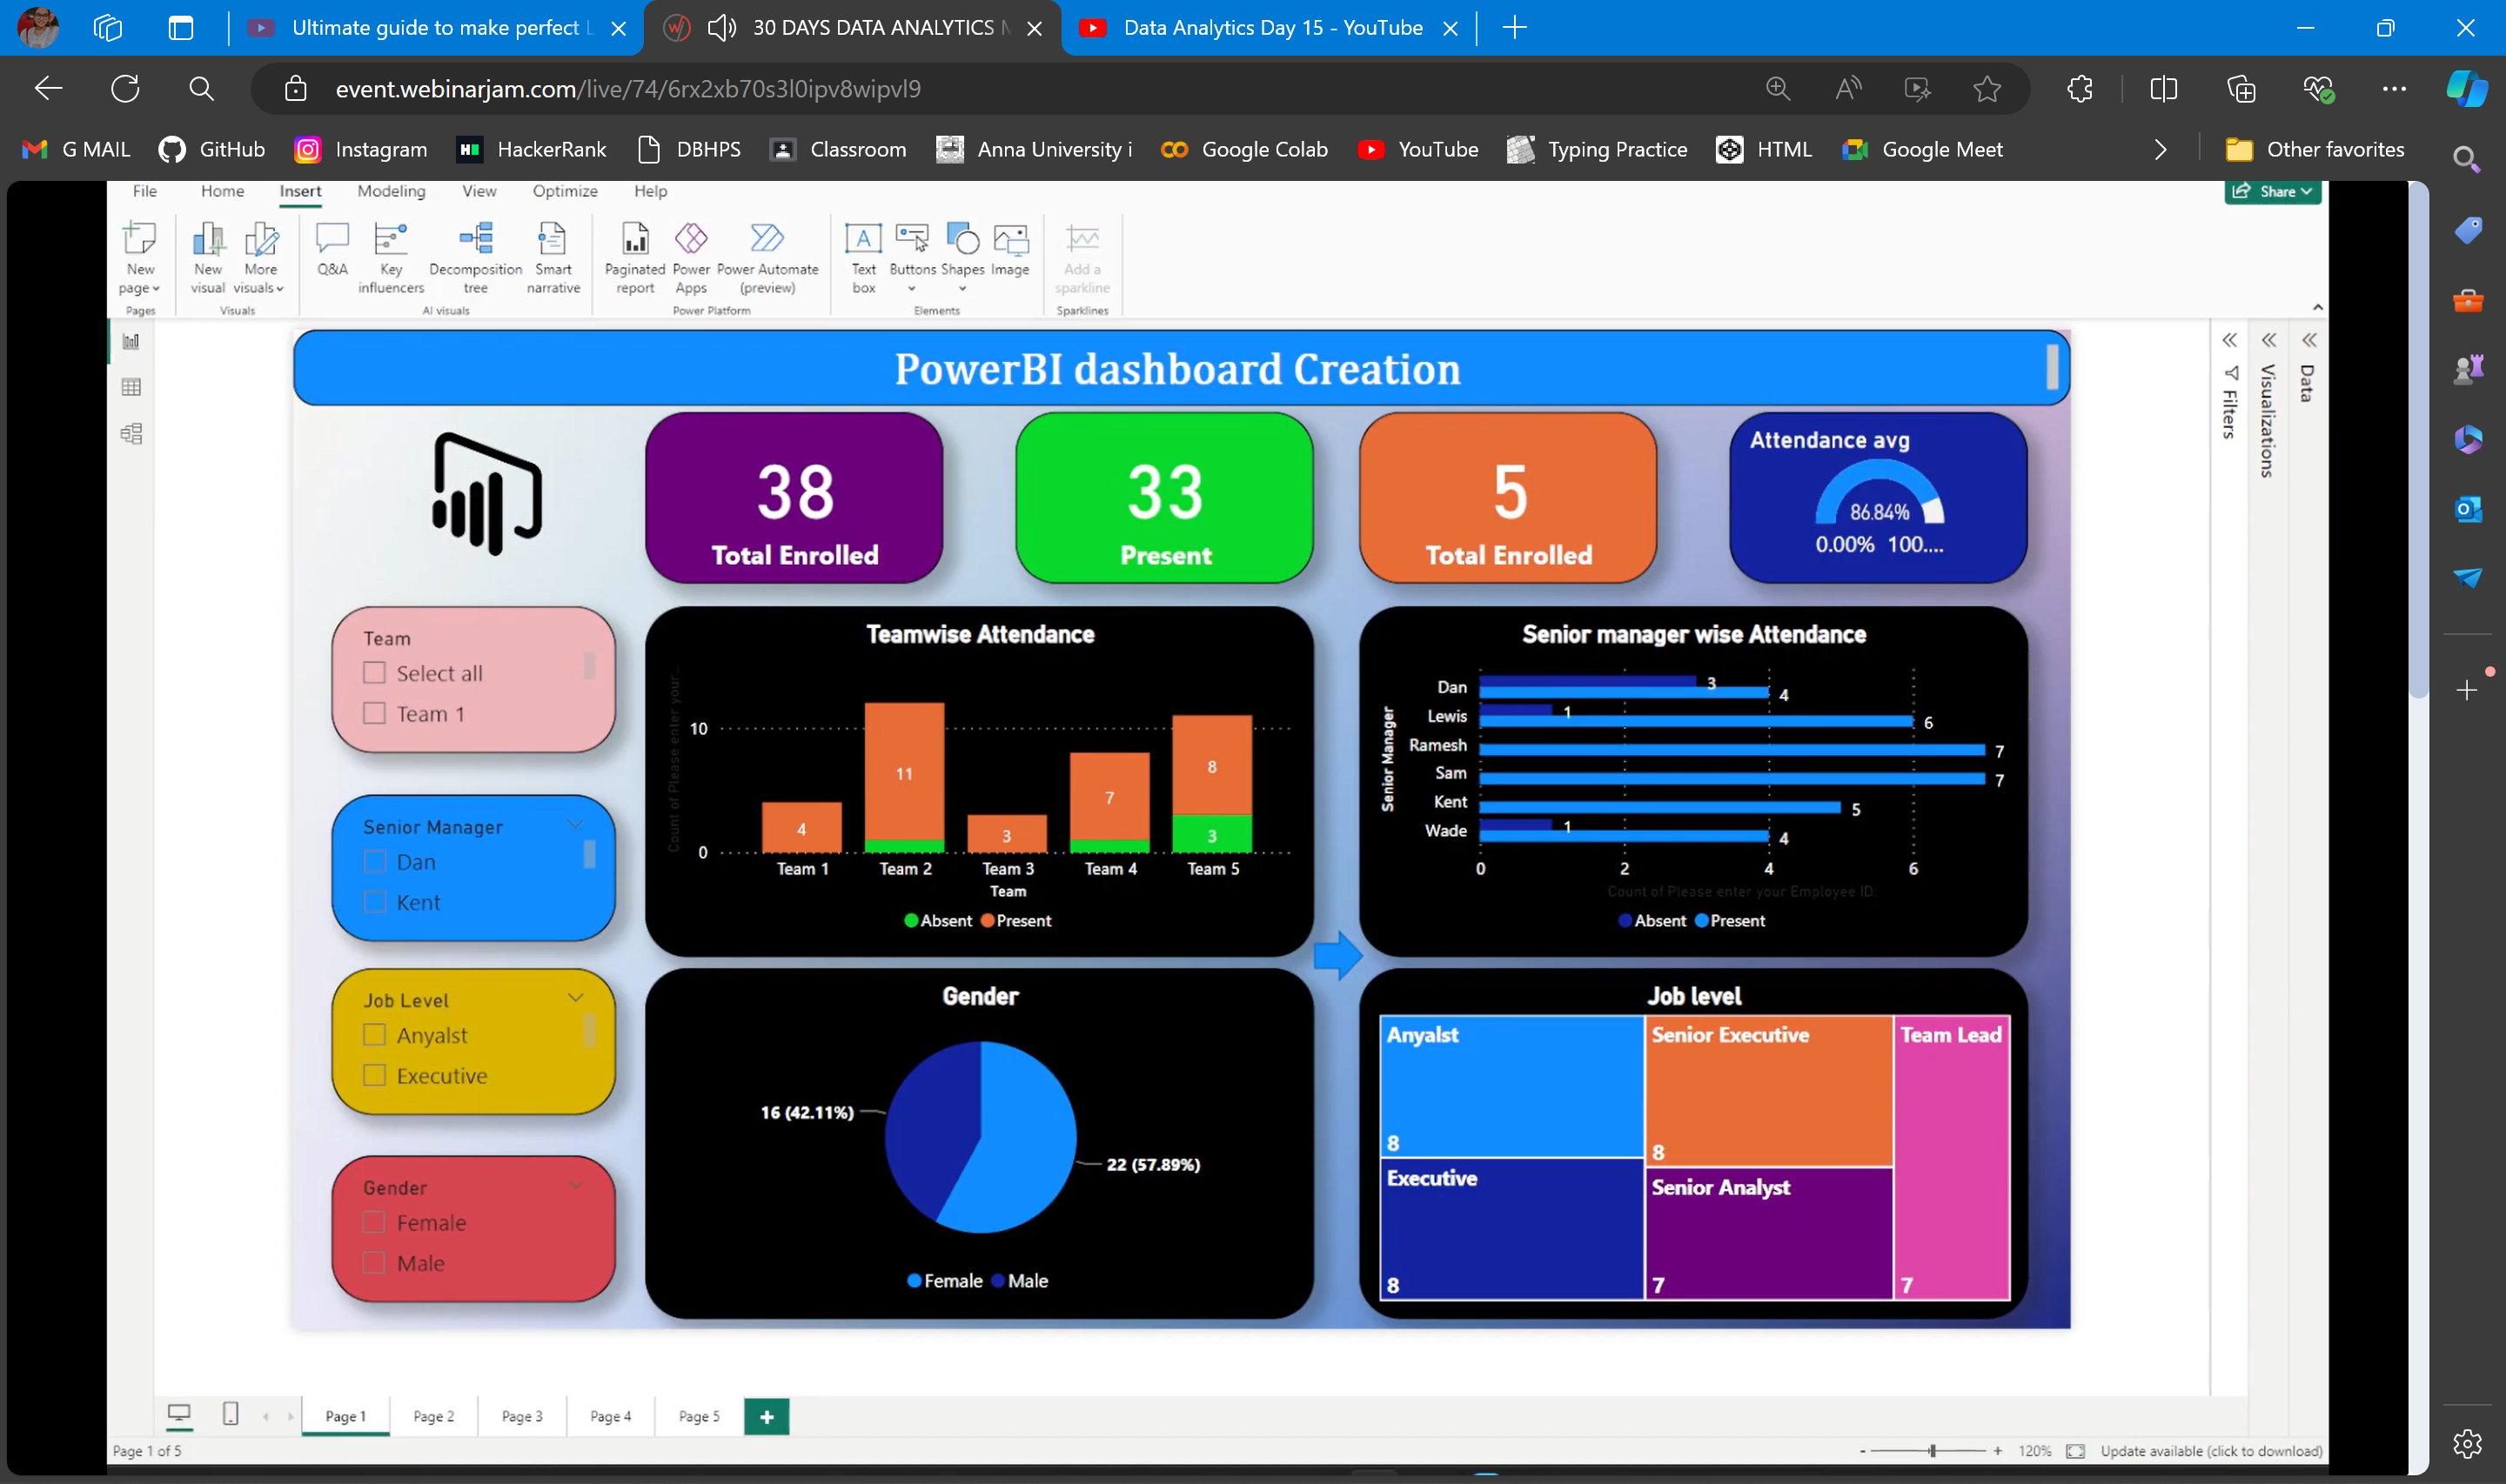 Ultimate guide to make perfect L
30 DAYS DATA ANALYTICS M
Data Analytics Day 15 - YouTube
event.webinarjam.com/live/74/6rx2xb70s3l0ipv8wipvl9
G MAIL
GitHub
Instagram
HackerRank
DBHPS
Classroom
Anna University i
Google Colab
YouTube
Typing Practice
HTML
Google Meet
Other favorites
File Home Insert Modeling View Optimize Help
Share
New page
New visual
More visuals
Q&A
Key influencers
Decomposition tree
Smart narrative
Paginated report
Power Apps
Power Automate (preview)
Text box
Buttons
Shapes
Image
Add a sparkline
Pages
Visuals
AI visuals
Power Platform
Elements
Sparklines
PowerBI dashboard Creation
Filters
Visualizations
Data
38
Total Enrolled
33
Present
5
Total Enrolled
Attendance avg
86.84%
0.00% 100....
Team
Select all
Team 1
Senior Manager
Dan
Kent
Job Level
Anyalst
Executive
Gender
Female
Male
Teamwise Attendance
Count of Please enter your...
10
0
4
11
3
7
8
3
Team 1 Team 2 Team 3 Team 4 Team 5
Team
Absent Present
Senior manager wise Attendance
Senior Manager
Dan 3 4
Lewis 1 6
Ramesh 7
Sam 7
Kent 5
Wade 1 4
0 2 4 6
Count of Please enter your Employee ID:
Absent Present
Gender
16 (42.11%)
22 (57.89%)
Female Male
Job level
Anyalst
8
Executive
8
Senior Executive
8
Senior Analyst
7
Team Lead
7
Page 1 Page 2 Page 3 Page 4 Page 5
Page 1 of 5
- + 120%
Update available (click to download)